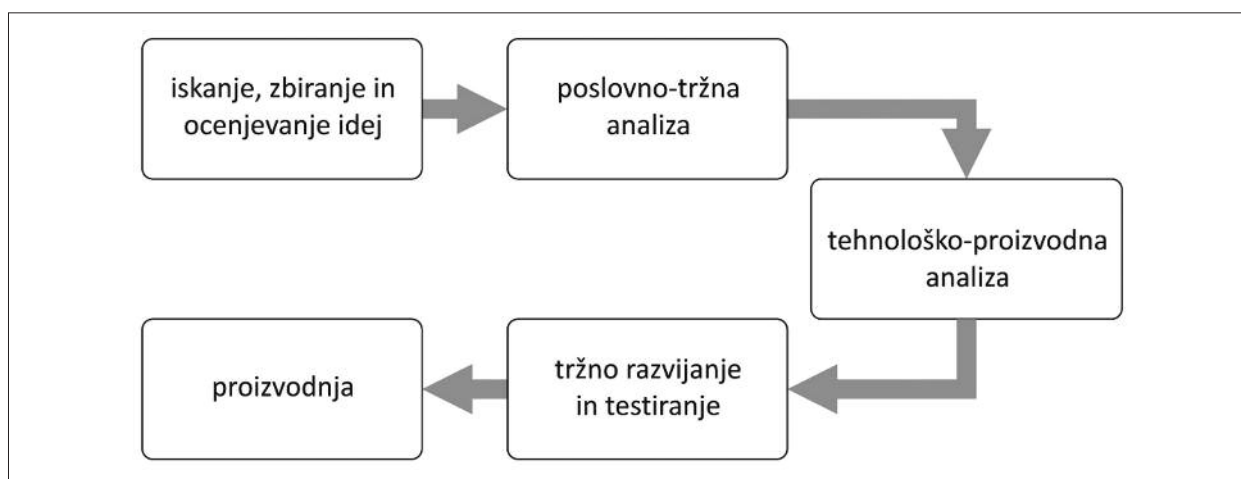 iskanje, zbiranje in
ocenjevanje idej
poslovno-tržna
analiza
tehnološko-proizvodna
analiza
tržno razvijanje
in testiranje
proizvodnja